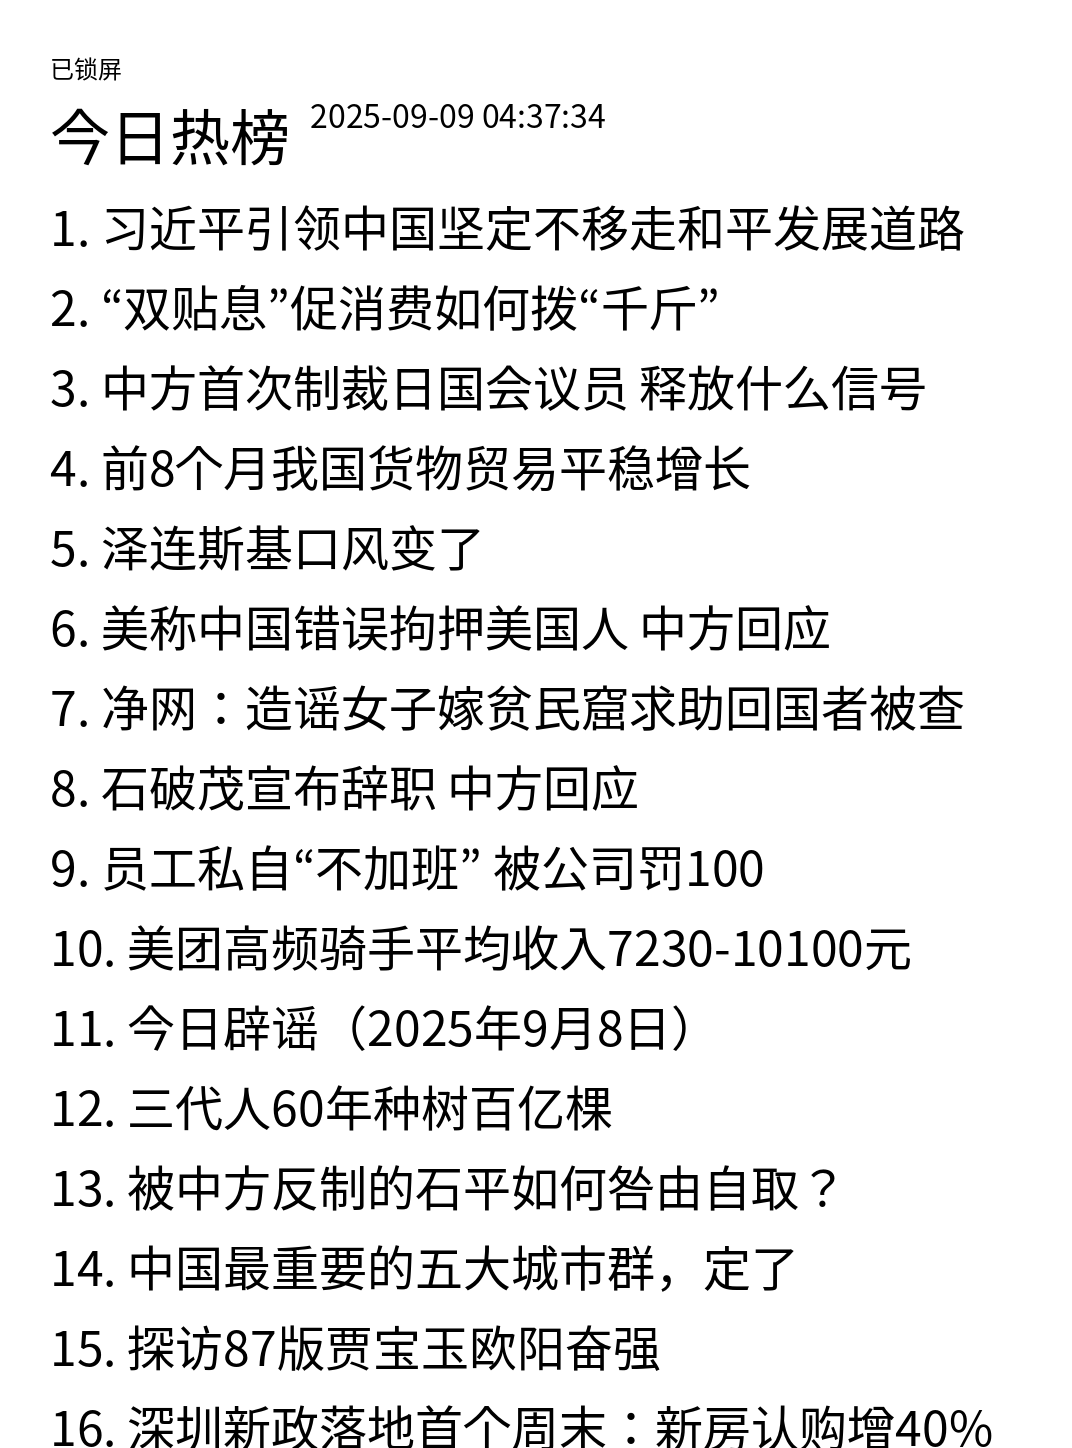 已锁屏
今日热榜 2025-09-09 04:37:34
1. 习近平引领中国坚定不移走和平发展道路
2. “双贴息”促消费如何拨“千斤”
3. 中方首次制裁日国会议员 释放什么信号
4. 前8个月我国货物贸易平稳增长
5. 泽连斯基口风变了
6. 美称中国错误拘押美国人 中方回应
7. 净网：造谣女子嫁贫民窟求助回国者被查
8. 石破茂宣布辞职 中方回应
9. 员工私自“不加班” 被公司罚100
10. 美团高频骑手平均收入7230-10100元
11. 今日辟谣（2025年9月8日）
12. 三代人60年种树百亿棵
13. 被中方反制的石平如何咎由自取？
14. 中国最重要的五大城市群，定了
15. 探访87版贾宝玉欧阳奋强
16. 深圳新政落地首个周末：新房认购增40%